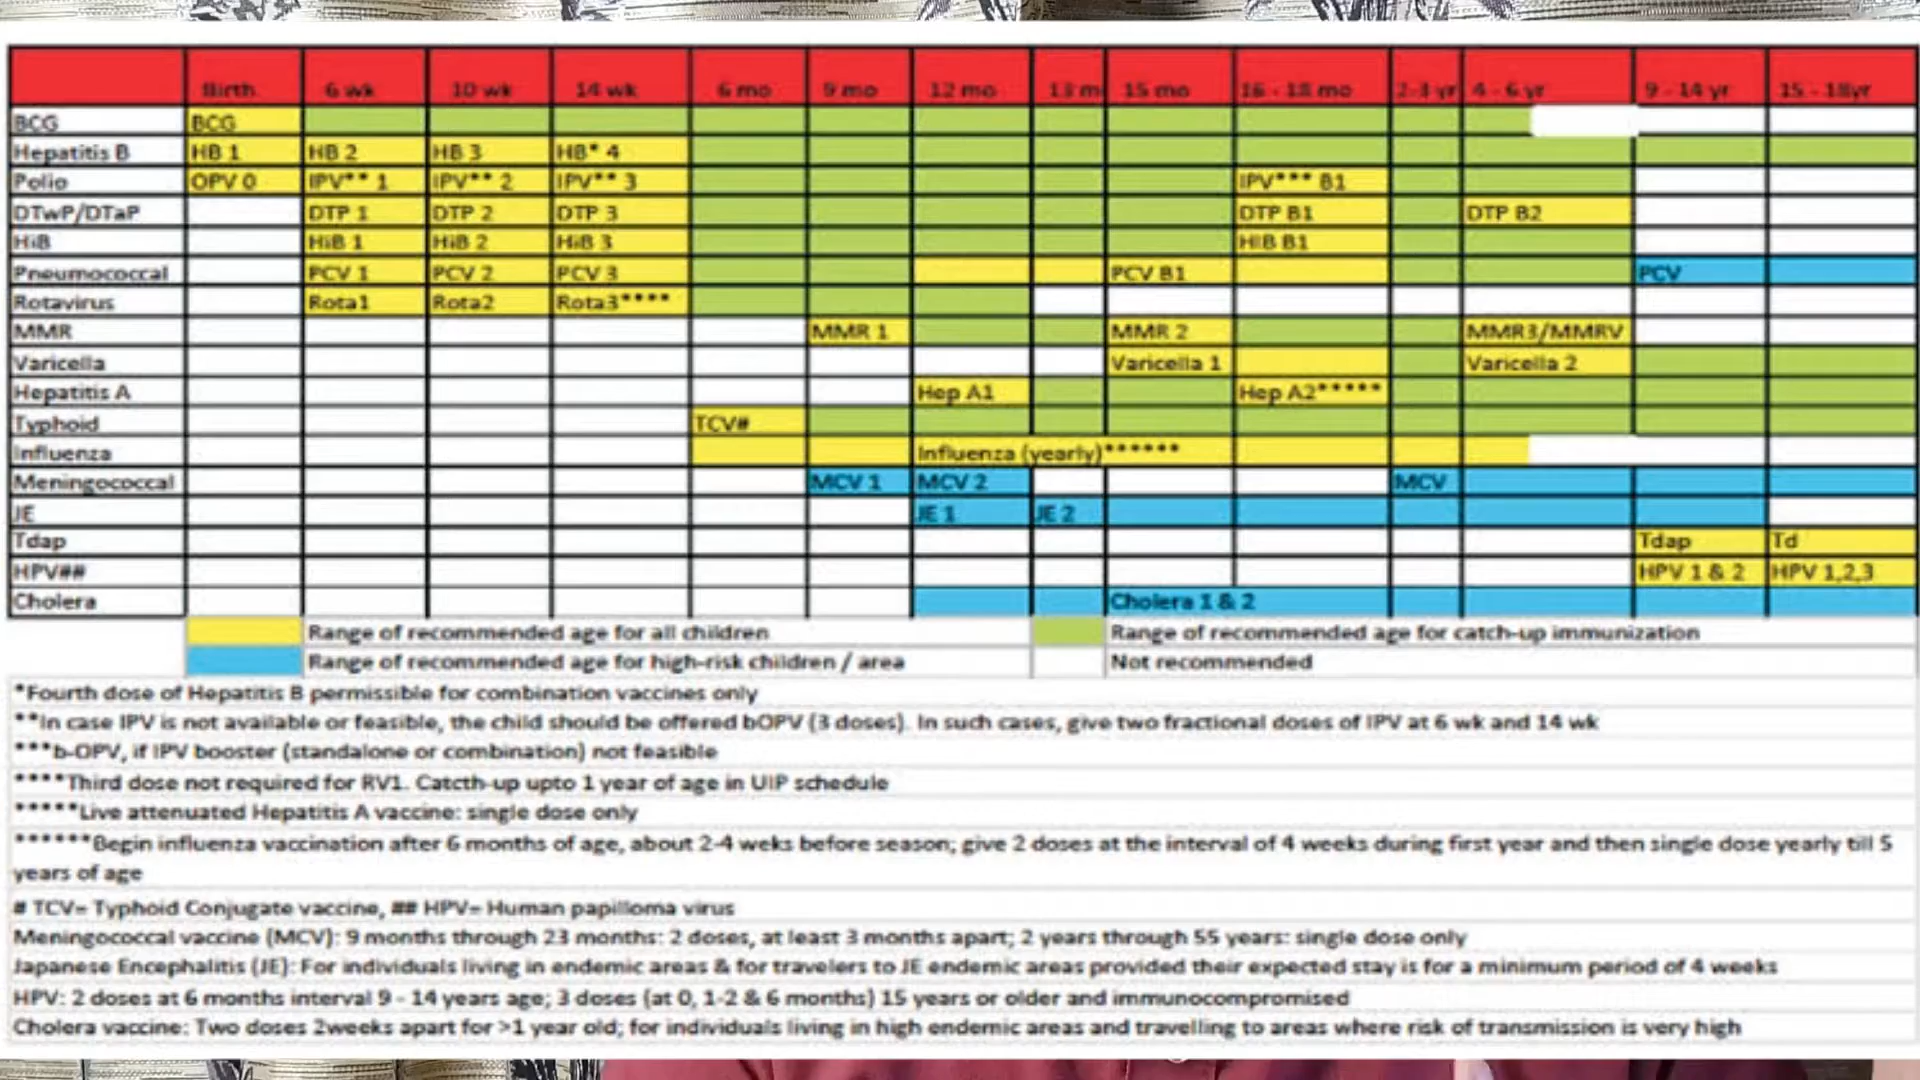 Birth 6 wk 10 wk 14 wk 6 mo 9 mo 12 mo 13 m 15 mo 16 - 18 mo 2-3 yr 4 - 6 yr 9 - 14 yr 15 - 18yr
BCG BCG
Hepatitis B HB 1 HB 2 HB 3 HB* 4
Polio OPV 0 IPV** 1 IPV** 2 IPV** 3 IPV*** B1
DTwP/DTaP DTP 1 DTP 2 DTP 3 DTP B1 DTP B2
HiB HiB 1 HiB 2 HiB 3 HIB B1
Pneumococcal PCV 1 PCV 2 PCV 3 PCV B1 PCV
Rotavirus Rota1 Rota2 Rota3****
MMR MMR 1 MMR 2 MMR3/MMRV
Varicella Varicella 1 Varicella 2
Hepatitis A Hep A1 Hep A2*****
Typhoid TCV#
Influenza Influenza (yearly)******
Meningococcal MCV 1 MCV 2 MCV
JE JE 1 JE 2
Tdap Tdap Td
HPV## HPV 1 & 2 HPV 1,2,3
Cholera Cholera 1 & 2
Range of recommended age for all children Range of recommended age for catch-up immunization
Range of recommended age for high-risk children / area Not recommended
*Fourth dose of Hepatitis B permissible for combination vaccines only
**In case IPV is not available or feasible, the child should be offered bOPV (3 doses). In such cases, give two fractional doses of IPV at 6 wk and 14 wk
***b-OPV, if IPV booster (standalone or combination) not feasible
****Third dose not required for RV1. Catcth-up upto 1 year of age in UIP schedule
*****Live attenuated Hepatitis A vaccine: single dose only
******Begin influenza vaccination after 6 months of age, about 2-4 weks before season; give 2 doses at the interval of 4 weeks during first year and then single dose yearly till 5
years of age
# TCV= Typhoid Conjugate vaccine, ## HPV= Human papilloma virus
Meningococcal vaccine (MCV): 9 months through 23 months: 2 doses, at least 3 months apart; 2 years through 55 years: single dose only
Japanese Encephalitis (JE): For individuals living in endemic areas & for travelers to JE endemic areas provided their expected stay is for a minimum period of 4 weeks
HPV: 2 doses at 6 months interval 9 - 14 years age; 3 doses (at 0, 1-2 & 6 months) 15 years or older and immunocompromised
Cholera vaccine: Two doses 2weeks apart for >1 year old; for individuals living in high endemic areas and travelling to areas where risk of transmission is very high